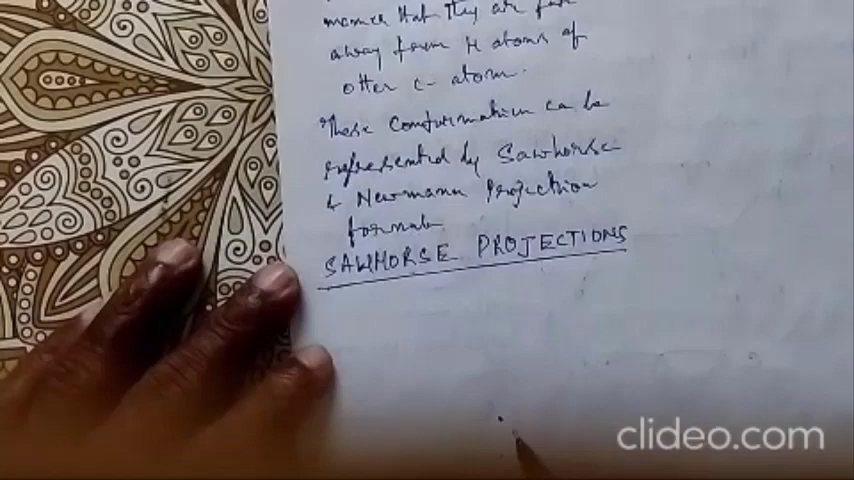 manner that they are far
away from H atoms of
other c- atom.
These Conformation can be
represented by Sawhorse
& Newmann Projection
formula
SAWHORSE PROJECTIONS
clideo.com